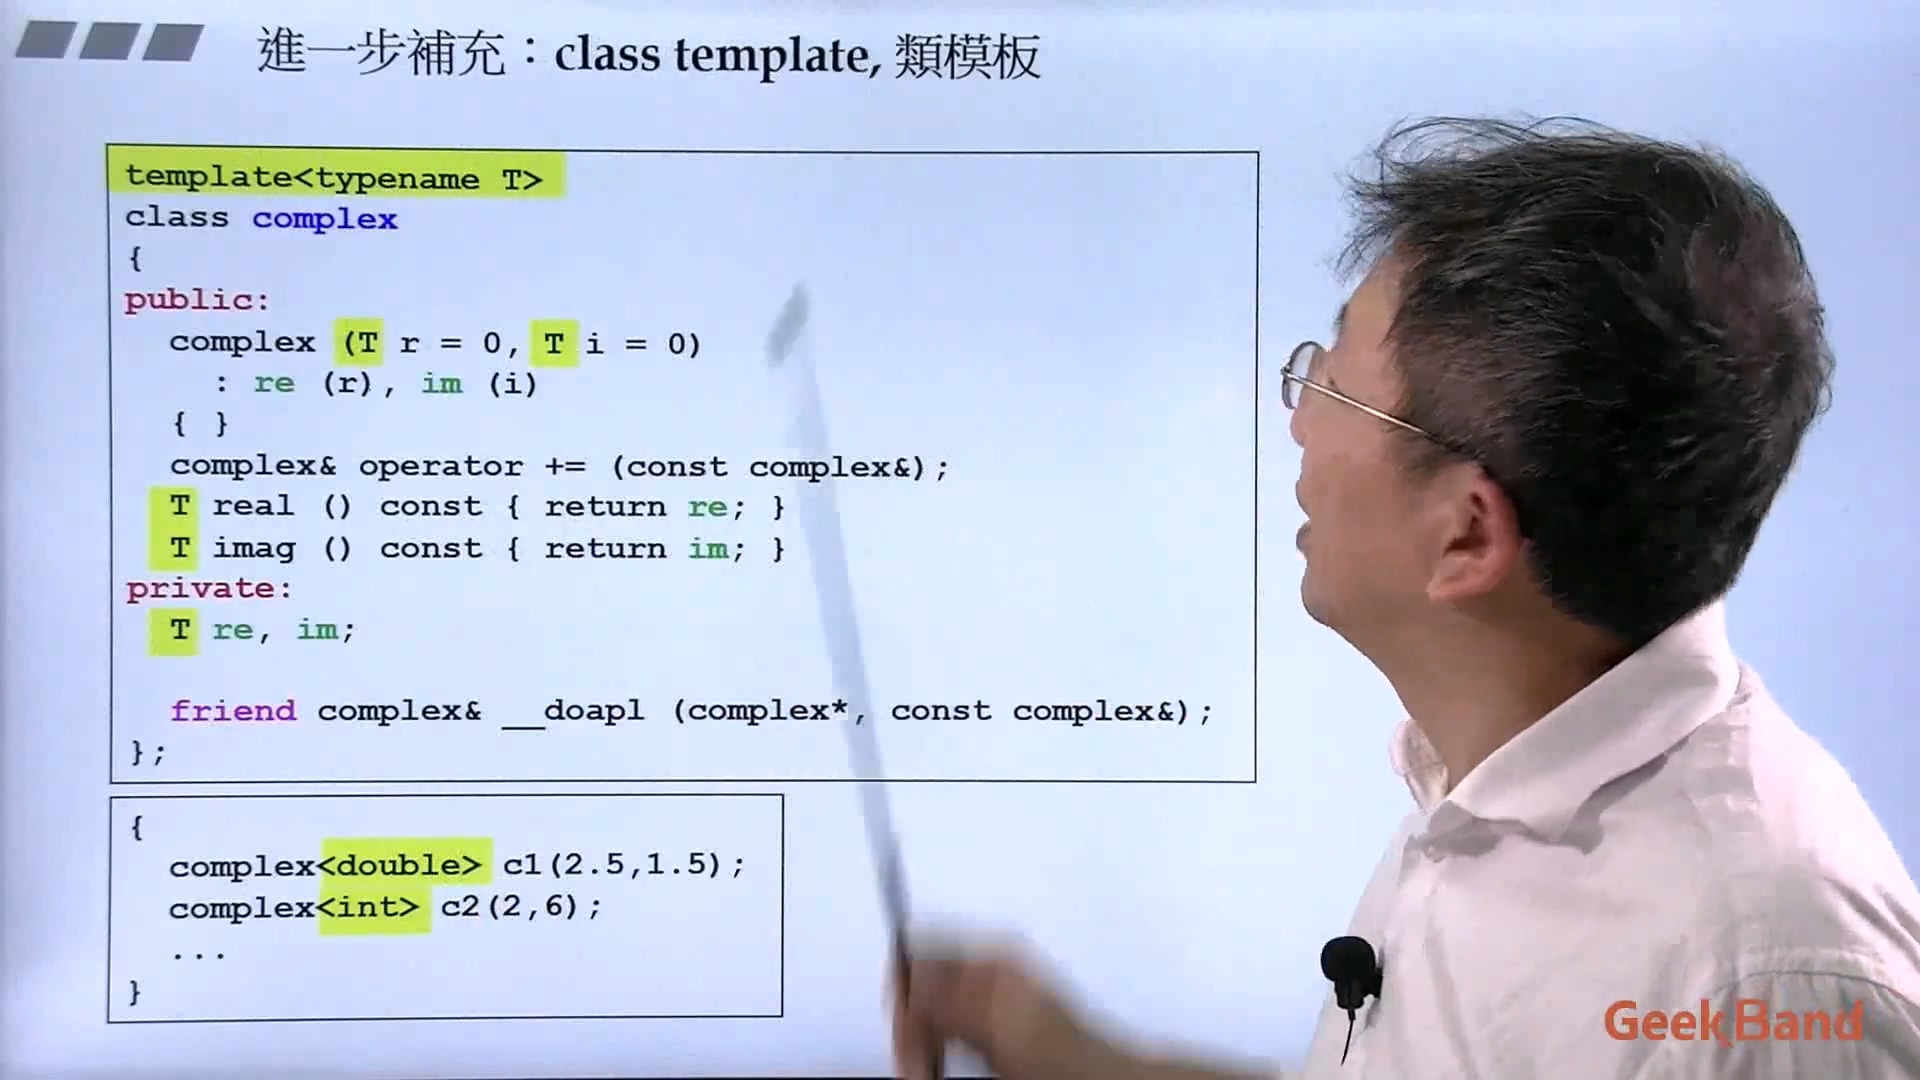 進一步補充：class template, 類模板
template<typename T>
class complex
{
public:
complex (T r = 0, T i = 0)
: re (r), im (i)
{ }
complex& operator += (const complex&);
T real () const { return re; }
T imag () const { return im; }
private:
T re, im;
friend complex& __doapl (complex*, const complex&);
};
{
complex<double> c1(2.5,1.5);
complex<int> c2(2,6);
...
}
GeekBand